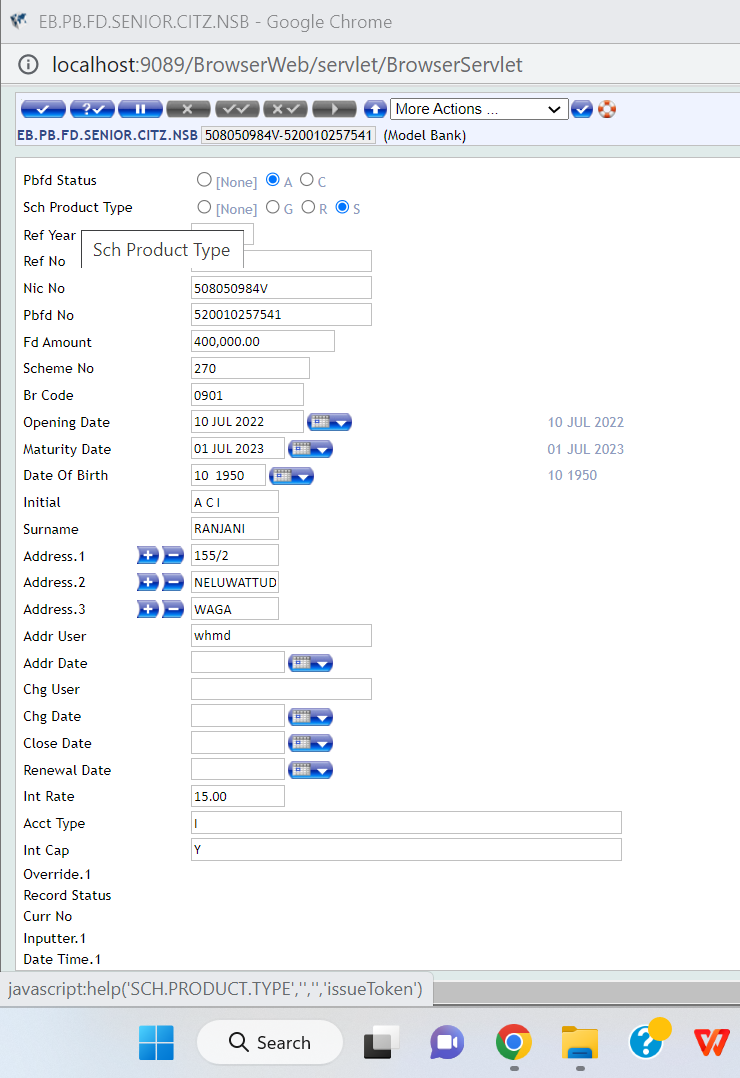 EB.PB.FD.SENIOR.CITZ.NSB - Google Chrome
localhost:9089/BrowserWeb/servlet/BrowserServlet
More Actions ...
EB.PB.FD.SENIOR.CITZ.NSB 508050984V-520010257541 (Model Bank)
Pbfd Status [None] A C
Sch Product Type [None] G R S
Ref Year
Sch Product Type
Ref No
Nic No 508050984V
Pbfd No 520010257541
Fd Amount 400,000.00
Scheme No 270
Br Code 0901
Opening Date 10 JUL 2022 10 JUL 2022
Maturity Date 01 JUL 2023 01 JUL 2023
Date Of Birth 10 1950 10 1950
Initial A C I
Surname RANJANI
Address.1 155/2
Address.2 NELUWATTUD
Address.3 WAGA
Addr User whmd
Addr Date
Chg User
Chg Date
Close Date
Renewal Date
Int Rate 15.00
Acct Type I
Int Cap Y
Override.1
Record Status
Curr No
Inputter.1
Date Time.1
javascript:help('SCH.PRODUCT.TYPE','','','issueToken')
Search